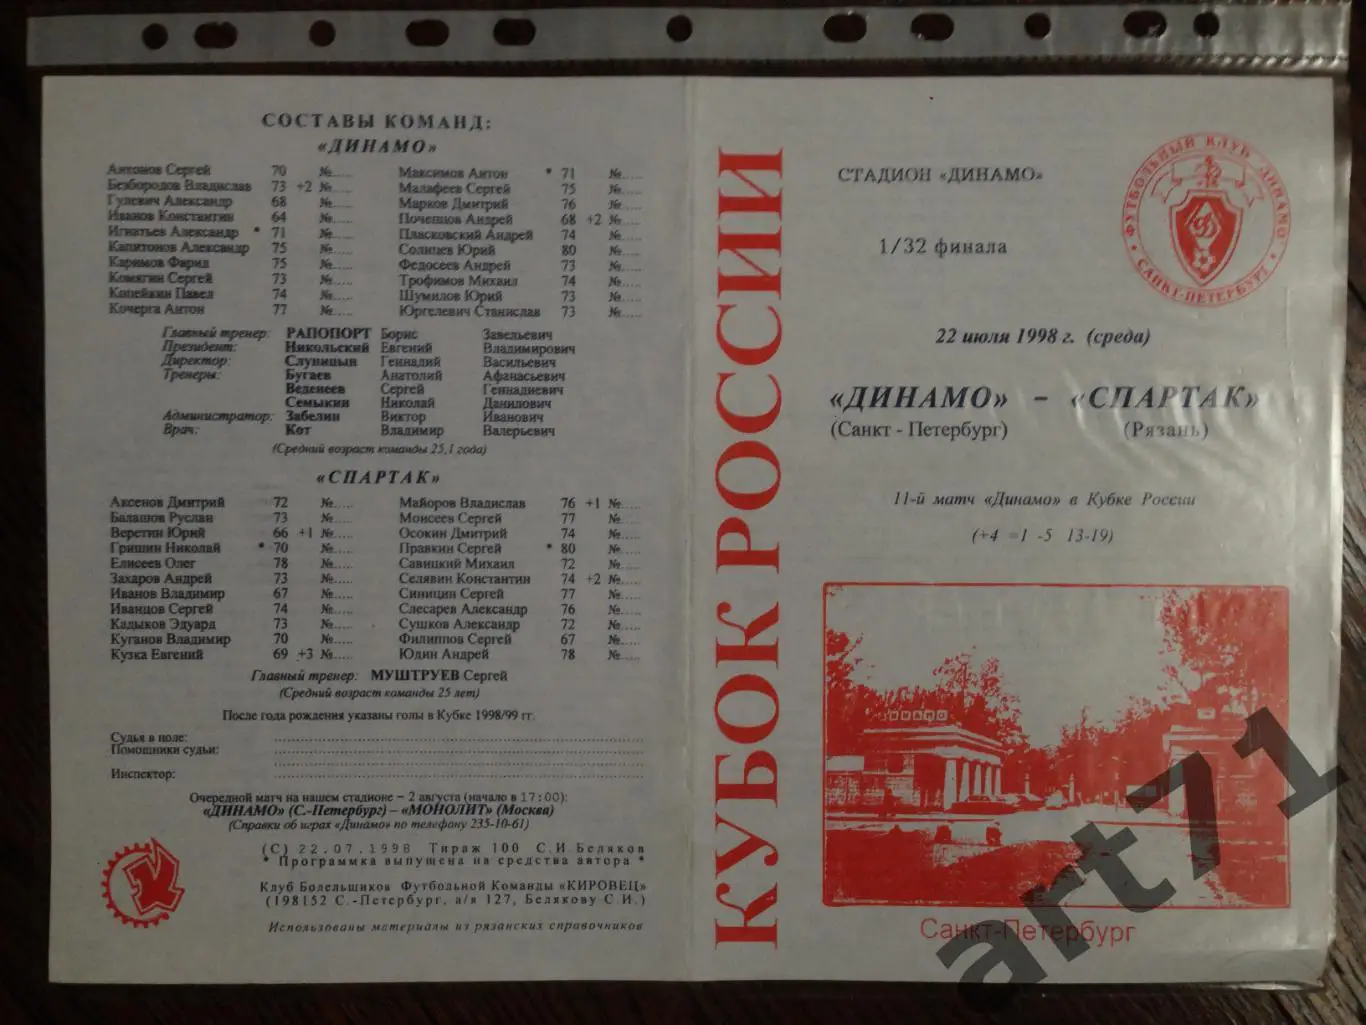 СОСТАВЫ КОМАНД:
«ДИНАМО»
Антонов Сергей 70 №..... Максимов Антон * 71 №.....
Безбородов Владислав 73 +2 №..... Малафеев Сергей 75 №.....
Гулевич Александр 68 №..... Марков Дмитрий 76 №.....
Иванов Константин 64 №..... Почепцов Андрей 68 +2 №.....
Игнатьев Александр * 71 №..... Пласковский Андрей 74 №.....
Капитонов Александр 75 №..... Солнцев Юрий 80 №.....
Каримов Фарид 75 №..... Федосеев Андрей 73 №.....
Комягин Сергей 73 №..... Трофимов Михаил 74 №.....
Копейкин Павел 74 №..... Шумилов Юрий 73 №.....
Кочерга Антон 77 №..... Юргелевич Станислав 73 №.....
Главный тренер: РАПОПОРТ Борис Завельевич
Президент: Никольский Евгений Владимирович
Директор: Слупицын Геннадий Васильевич
Тренеры: Бугаев Анатолий Афанасьевич
Веденеев Сергей Геннадиевич
Семыкин Николай Данилович
Администратор: Забелин Виктор Иванович
Врач: Кот Владимир Валерьевич
(Средний возраст команды 25,1 года)
«СПАРТАК»
Аксенов Дмитрий 72 №..... Майоров Владислав 76 +1 №.....
Балашов Руслан 73 №..... Моисеев Сергей 77 №.....
Веретин Юрий 66 +1 №..... Осокин Дмитрий 74 №.....
Гришин Николай * 70 №..... Правкин Сергей * 80 №.....
Елисеев Олег 78 №..... Савицкий Михаил 72 №.....
Захаров Андрей 73 №..... Селявин Константин 74 +2 №.....
Иванов Владимир 67 №..... Синицин Сергей 77 №.....
Иванцов Сергей 74 №..... Слесарев Александр 76 №.....
Кадыков Эдуард 73 №..... Сушков Александр 72 №.....
Куганов Владимир 70 №..... Филиппов Сергей 67 №.....
Кузка Евгений 69 +3 №..... Юдин Андрей 78 №.....
Главный тренер: МУШТРУЕВ Сергей
(Средний возраст команды 25 лет)
После года рождения указаны голы в Кубке 1998/99 гг.
Судья в поле:
Помощники судьи:
Инспектор:
Очередной матч на нашем стадионе – 2 августа (начало в 17:00):
«ДИНАМО» (С.-Петербург) – «МОНОЛИТ» (Москва)
(Справки об играх «Динамо» по телефону 235-10-61)
(С) 22.07.1998 Тираж 100 С.И.Беляков
* Программка выпущена на средства автора *
Клуб Болельщиков Футбольной Команды «КИРОВЕЦ»
(198152 С.-Петербург, а/я 127, Белякову С.И.)
Использованы материалы из рязанских справочников
КУБОК РОССИИ
СТАДИОН «ДИНАМО»
ФУТБОЛЬНЫЙ КЛУБ "ДИНАМО"
• САНКТ-ПЕТЕРБУРГ •
1/32 финала
22 июля 1998 г. (среда)
«ДИНАМО» – «СПАРТАК»
(Санкт - Петербург) (Рязань)
11-й матч «Динамо» в Кубке России
(+4 =1 -5 13-19)
ДИНАМО
Санкт-Петербург
art71